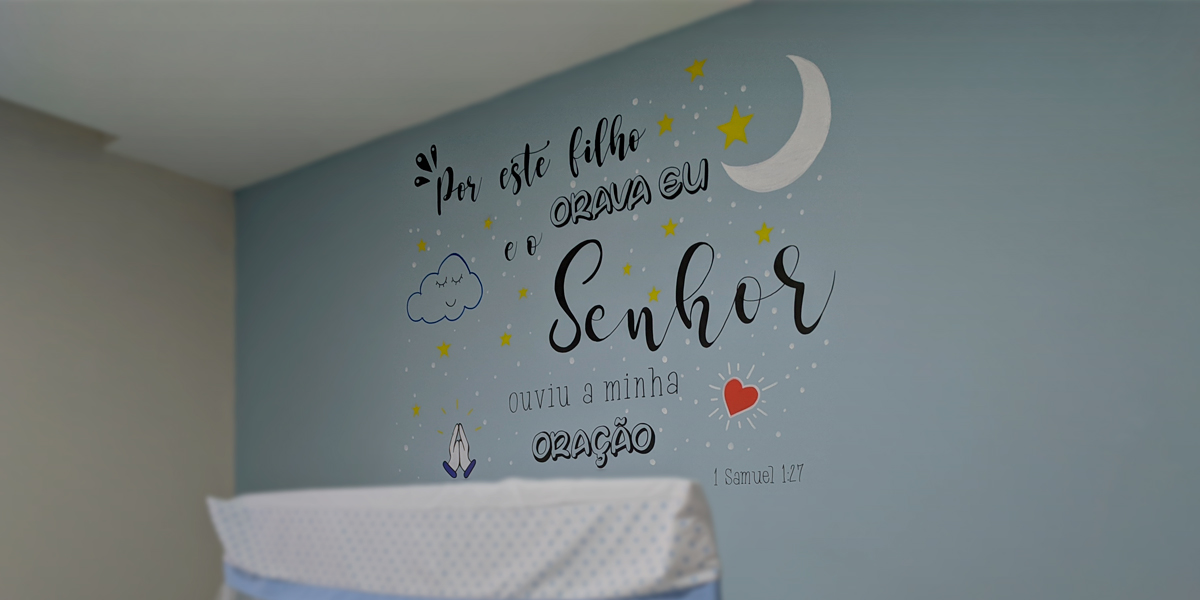 Por este filho
ORAVA EU
e o
Senhor
ouviu a minha
ORAÇÃO
1 Samuel 1:27